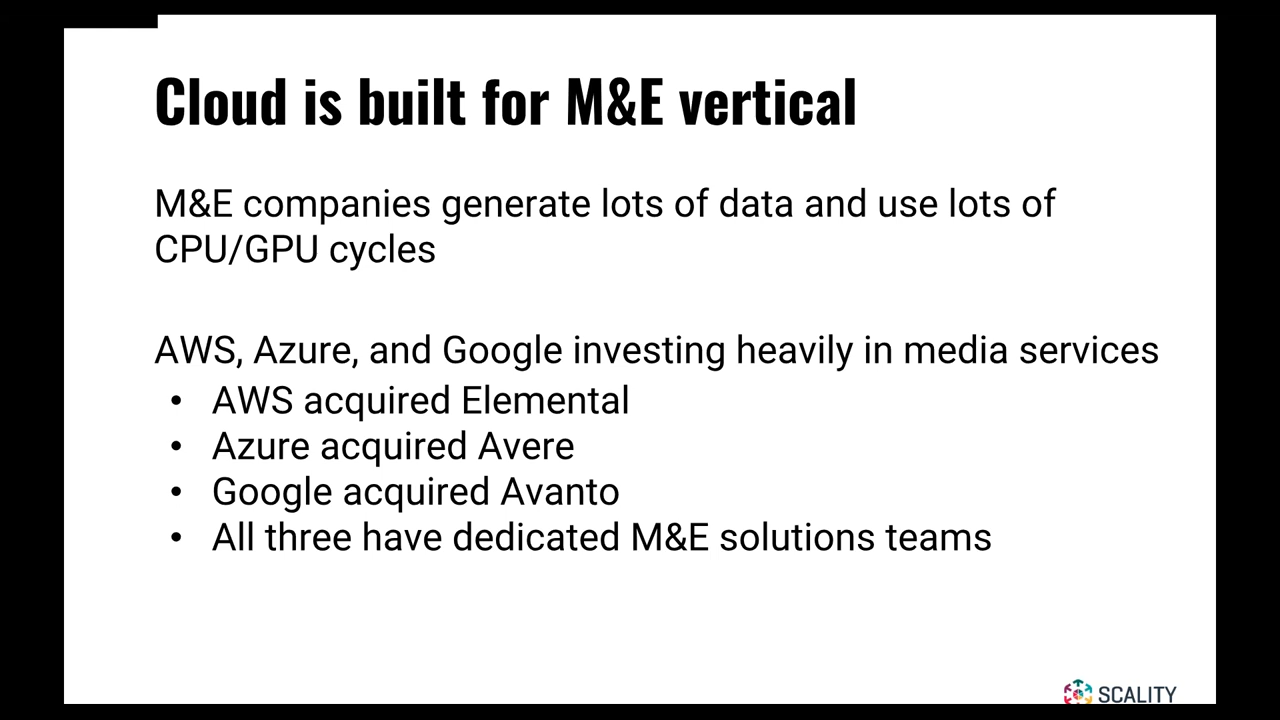 Cloud is built for M&E vertical
M&E companies generate lots of data and use lots of
CPU/GPU cycles
AWS, Azure, and Google investing heavily in media services
• AWS acquired Elemental
• Azure acquired Avere
• Google acquired Avanto
• All three have dedicated M&E solutions teams
SCALITY